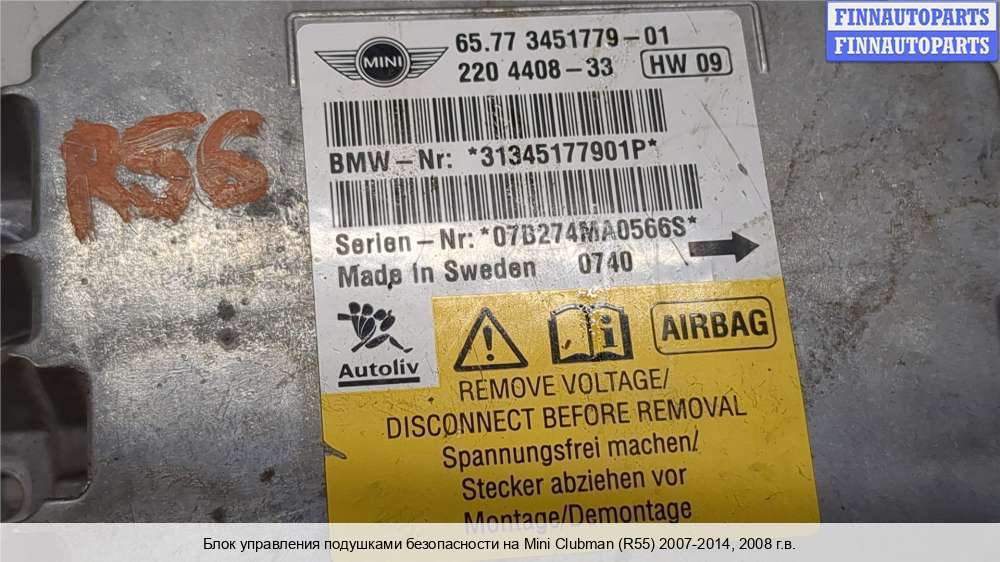 FINNAUTOPARTS
FINNAUTOPARTS
MINI
65.77 3451779-01
220 4408-33 HW 09
R56
BMW-Nr: *31345177901P*
Serien-Nr: *07B274MA0566S*
Made in Sweden 0740
Autoliv
AIRBAG
REMOVE VOLTAGE/
DISCONNECT BEFORE REMOVAL
Spannungsfrei machen/
Stecker abziehen vor
Montage/Demontage
Блок управления подушками безопасности на Mini Clubman (R55) 2007-2014, 2008 г.в.